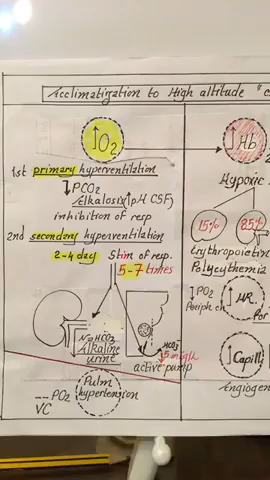 Acclimatization to High altitude "c
↑O₂
1st primary hyperventilation
↓PCO₂
Alkalosis (↑pH CSF)
inhibition of resp
2nd secondary hyperventilation
2-4 day Stim of resp.
5-7 times
HCO₃
Alkaline
urine
HCO₃
active pump
Pulm
hypertension
PO₂
VC
↑Hb
Hypoxic
15% 85%
Erythropoietin
Polycythemia
↓PO₂
Periph
↑HR
Por
↑Capill
Angiogen